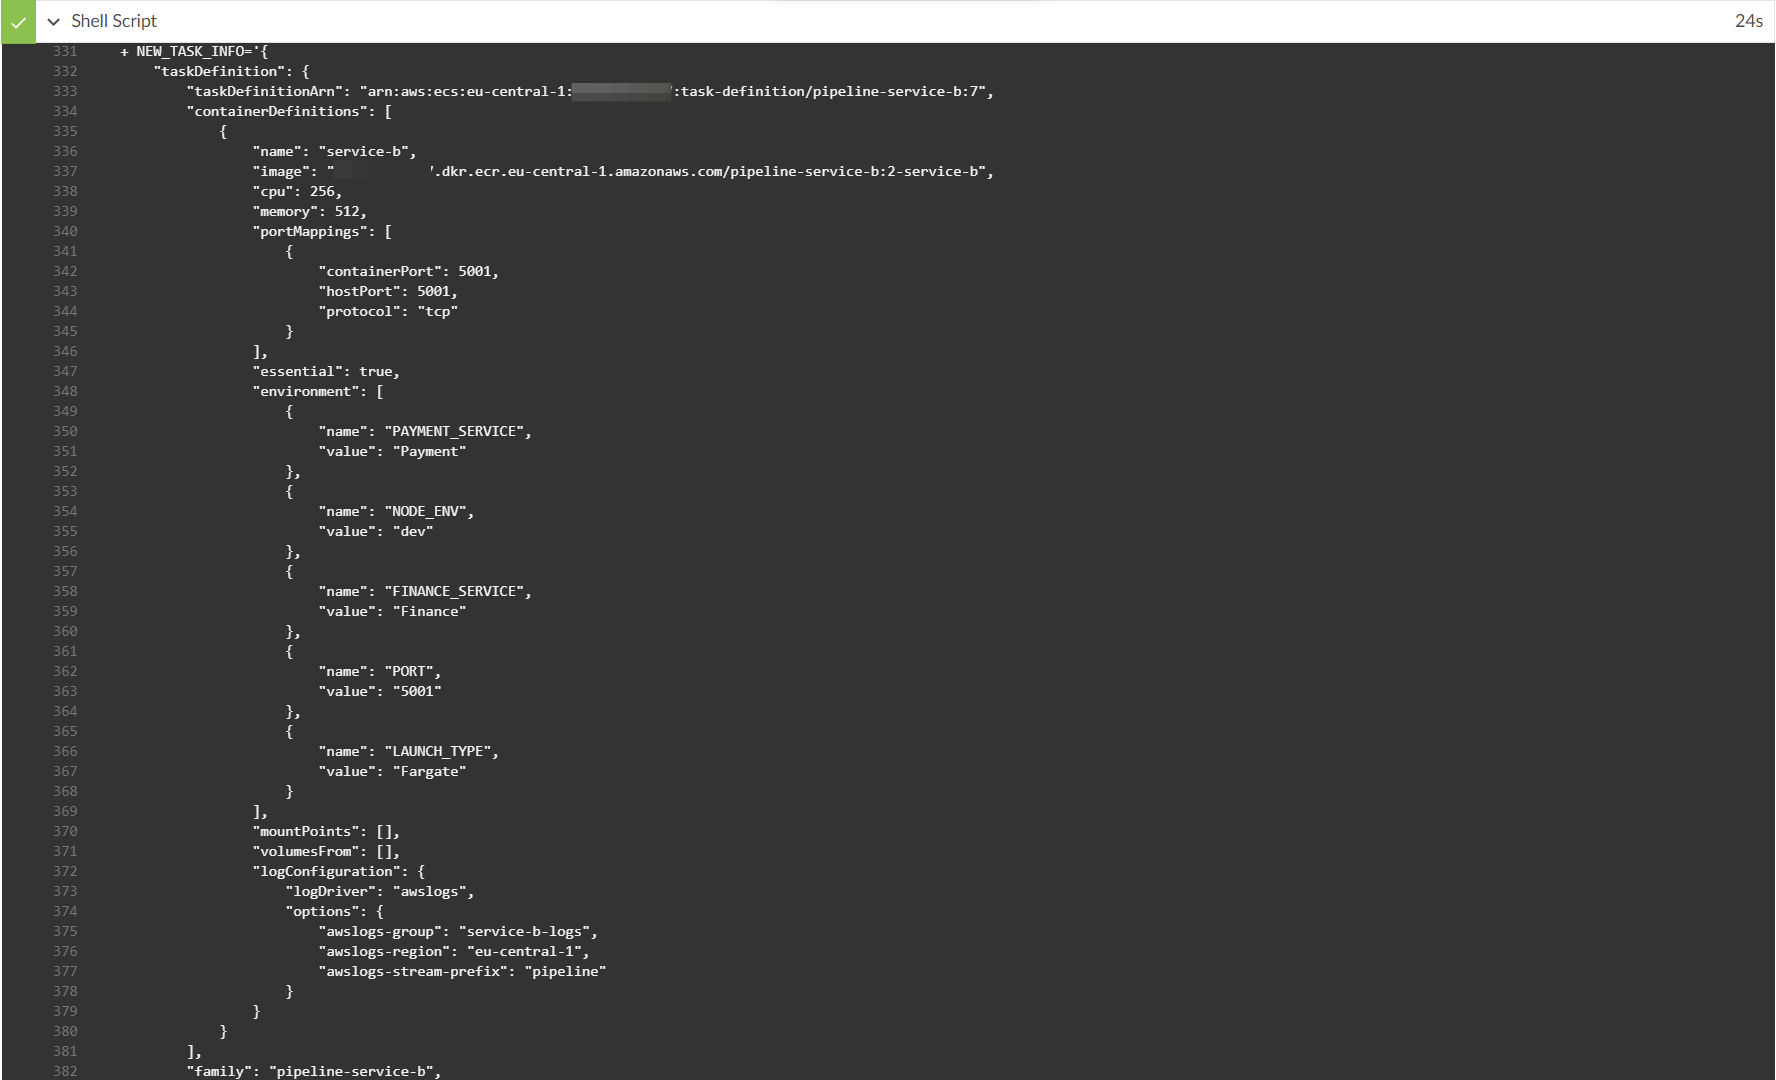 Shell Script 24s
331 + NEW_TASK_INFO='{
332 "taskDefinition": {
333 "taskDefinitionArn": "arn:aws:ecs:eu-central-1: :task-definition/pipeline-service-b:7",
334 "containerDefinitions": [
335 {
336 "name": "service-b",
337 "image": " .dkr.ecr.eu-central-1.amazonaws.com/pipeline-service-b:2-service-b",
338 "cpu": 256,
339 "memory": 512,
340 "portMappings": [
341 {
342 "containerPort": 5001,
343 "hostPort": 5001,
344 "protocol": "tcp"
345 }
346 ],
347 "essential": true,
348 "environment": [
349 {
350 "name": "PAYMENT_SERVICE",
351 "value": "Payment"
352 },
353 {
354 "name": "NODE_ENV",
355 "value": "dev"
356 },
357 {
358 "name": "FINANCE_SERVICE",
359 "value": "Finance"
360 },
361 {
362 "name": "PORT",
363 "value": "5001"
364 },
365 {
366 "name": "LAUNCH_TYPE",
367 "value": "Fargate"
368 }
369 ],
370 "mountPoints": [],
371 "volumesFrom": [],
372 "logConfiguration": {
373 "logDriver": "awslogs",
374 "options": {
375 "awslogs-group": "service-b-logs",
376 "awslogs-region": "eu-central-1",
377 "awslogs-stream-prefix": "pipeline"
378 }
379 }
380 }
381 ],
382 "family": "pipeline-service-b",